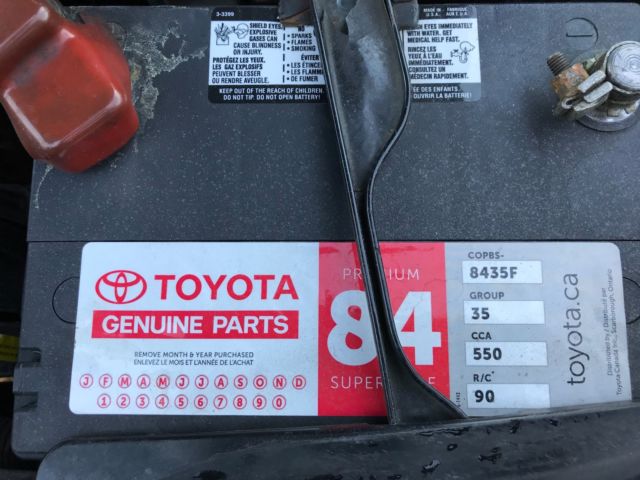 3-3399
SHIELD EYES
EXPLOSIVE
GASES CAN
CAUSE BLINDNESS
OR INJURY.
PROTÉGEZ LES YEUX.
LES GAZ EXPLOSIFS
PEUVENT BLESSER
OU RENDRE AVEUGLE.
NO
• SPARKS
• FLAMES
• SMOKING
ÉVITER
• LES ÉTINCEL
• LES FLAMM
• DE FUMER
KEEP OUT OF THE REACH OF CHILDREN.
DO NOT TIP. DO NOT OPEN BATT
MADE IN
U.S.A.
FABRIQUÉ
AUX É.U.A.
EYES IMMEDIATELY
WITH WATER. GET
MEDICAL HELP FAST.
RINCEZ
LES YEUX
À L'EAU
IMMÉDIATEMENT.
CONSULTEZ UN
MÉDECIN RAPIDEMENT.
TÉE DES ENFANTS.
OUVRIR LA BATTERIE!
TOYOTA
GENUINE PARTS
REMOVE MONTH & YEAR PURCHASED
ENLEVEZ LE MOIS ET L'ANNÉE DE L'ACHAT
J F M A M J J A S O N D
1 2 3 4 5 6 7 8 9 0
PREMIUM
84
SUPER
COPBS-
8435F
GROUP
35
CCA
550
R/C*
90
toyota.ca
Distributed by / Distribué par
Toyota Canada Inc., Scarborough, Ontario